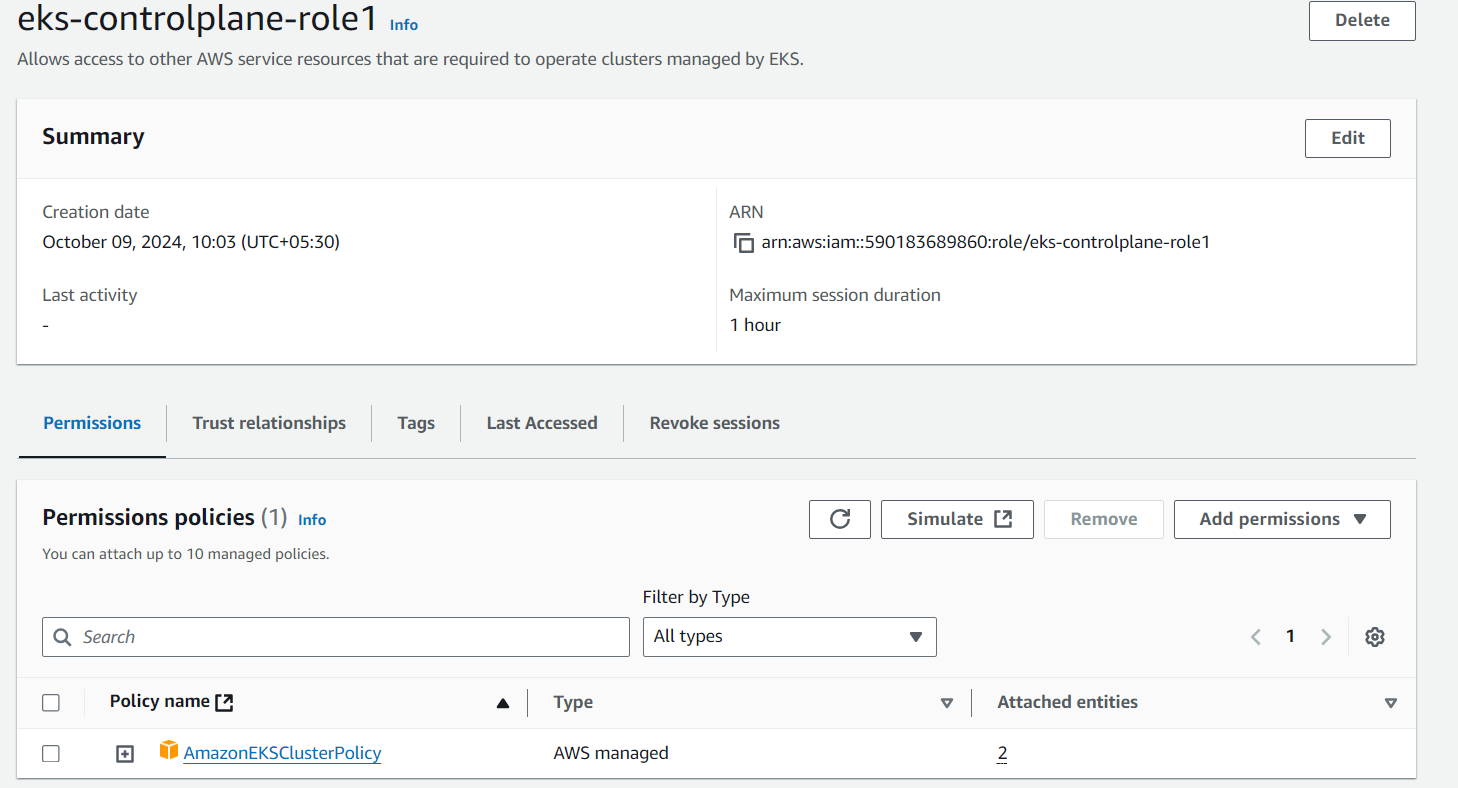 eks-controlplane-role1 Info
Delete
Allows access to other AWS service resources that are required to operate clusters managed by EKS.
Summary
Edit
Creation date
October 09, 2024, 10:03 (UTC+05:30)
ARN
arn:aws:iam::590183689860:role/eks-controlplane-role1
Last activity
-
Maximum session duration
1 hour
Permissions
Trust relationships
Tags
Last Accessed
Revoke sessions
Permissions policies (1) Info
You can attach up to 10 managed policies.
Simulate
Remove
Add permissions
Filter by Type
Search
All types
1
Policy name
Type
Attached entities
AmazonEKSClusterPolicy
AWS managed
2